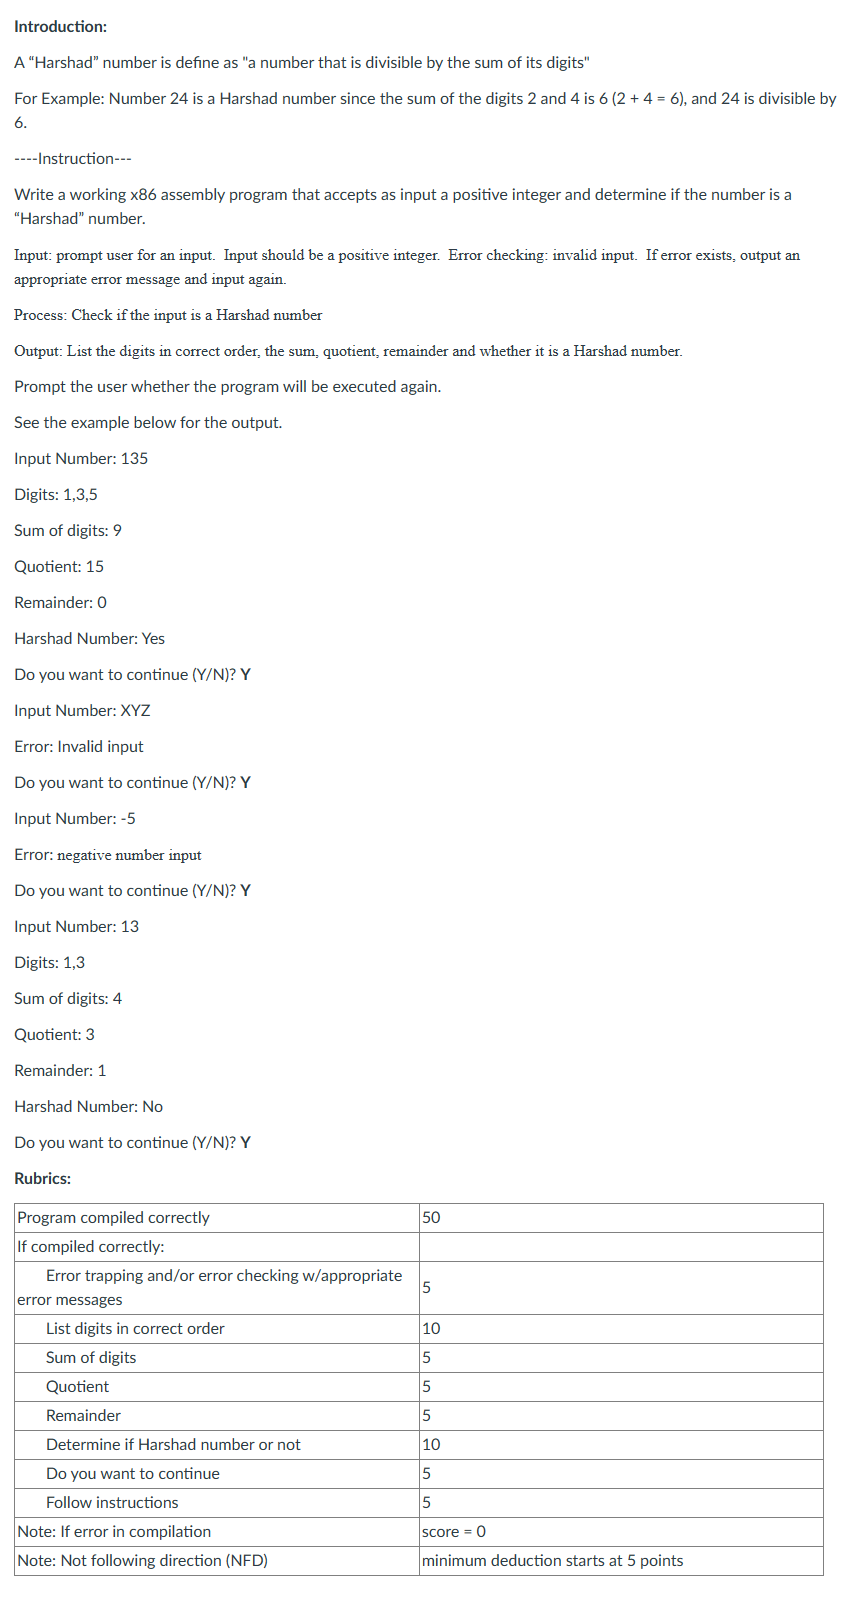 Introduction:
A “Harshad” number is define as "a number that is divisible by the sum of its digits"
For Example: Number 24 is a Harshad number since the sum of the digits 2 and 4 is 6 (2 + 4 = 6), and 24 is divisible by
6.
----Instruction---
Write a working x86 assembly program that accepts as input a positive integer and determine if the number is a
“Harshad” number.
Input: prompt user for an input.  Input should be a positive integer.  Error checking: invalid input.  If error exists, output an
appropriate error message and input again.
Process: Check if the input is a Harshad number
Output: List the digits in correct order, the sum, quotient, remainder and whether it is a Harshad number.
Prompt the user whether the program will be executed again.
See the example below for the output.
Input Number: 135
Digits: 1,3,5
Sum of digits: 9
Quotient: 15
Remainder: 0
Harshad Number: Yes
Do you want to continue (Y/N)? Y
Input Number: XYZ
Error: Invalid input
Do you want to continue (Y/N)? Y
Input Number: -5
Error: negative number input
Do you want to continue (Y/N)? Y
Input Number: 13
Digits: 1,3
Sum of digits: 4
Quotient: 3
Remainder: 1
Harshad Number: No
Do you want to continue (Y/N)? Y
Rubrics:
Program compiled correctly 50
If compiled correctly:
Error trapping and/or error checking w/appropriate
error messages 5
List digits in correct order 10
Sum of digits 5
Quotient 5
Remainder 5
Determine if Harshad number or not 10
Do you want to continue 5
Follow instructions 5
Note: If error in compilation score = 0
Note: Not following direction (NFD) minimum deduction starts at 5 points